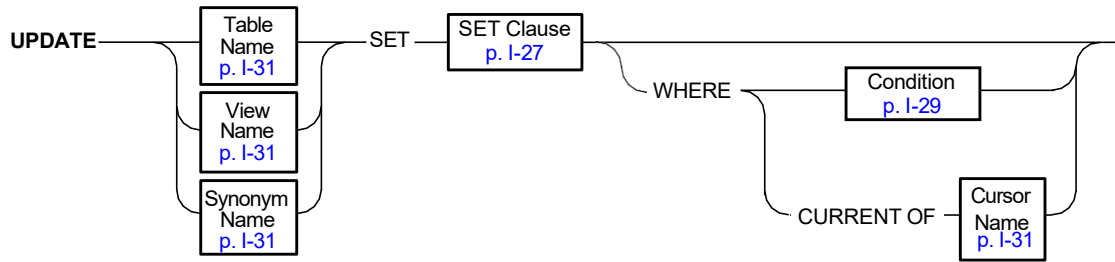 UPDATE
Table
Name
p. I-31
View
Name
p. I-31
Synonym
Name
p. I-31
SET
SET Clause
p. I-27
WHERE
Condition
p. I-29
CURRENT OF
Cursor
Name
p. I-31